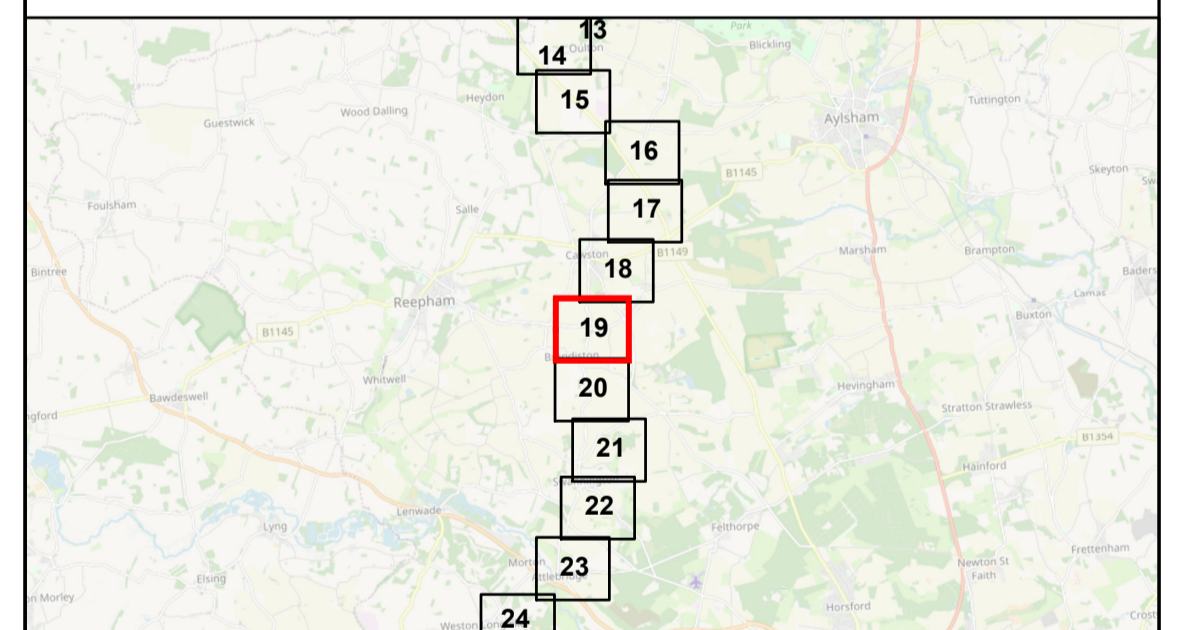 Park
13
Blickling
14
Oulton
Heydon
15
Tuttington
Wood Dalling
Aylsham
Guestwick
16
B1145
Skeyton
Foulsham
Salle
17
Marsham
Brampton
Cawston
B1149
18
Bintree
Reepham
Lamas
Buxton
19
B1145
Whitwell
Hevingham
20
Bawdeswell
Stratton Strawless
B1354
21
Hainford
22
Lenwade
Lyng
Felthorpe
Frettenham
23
Newton St
Faith
Elsing
Attlebridge
on Morley
Horsford
24